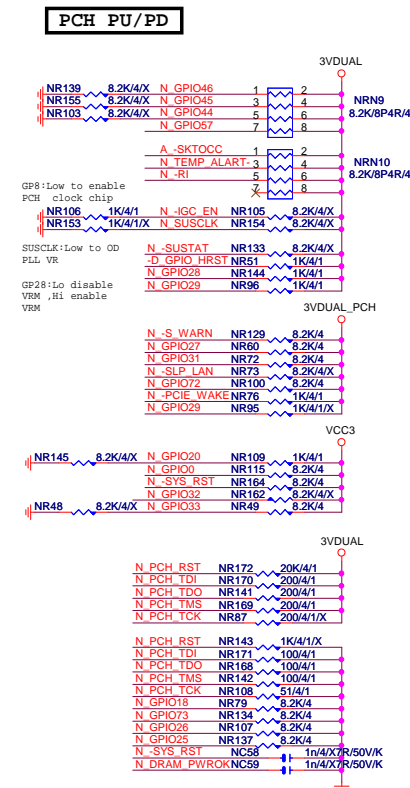 PCH PU/PD
3VDUAL
NR139 8.2K/4/X N_GPIO46 1 2
NR155 8.2K/4/X N_GPIO45 3 4 NRN9
NR103 8.2K/4/X N_GPIO44 5 6 8.2K/8P4R/4
N_GPIO57 7 8
A_-SKTOCC 1 2
N_TEMP_ALART- 3 4 NRN10
N_-RI 5 6 8.2K/8P4R/4
7 8
GP8:Low to enable
PCH clock chip
NR106 1K/4/1 N_-IGC_EN NR105 8.2K/4/X
NR153 1K/4/1/X N_SUSCLK NR154 8.2K/4/X
SUSCLK:Low to OD
PLL VR
N_-SUSTAT NR133 8.2K/4/X
-D_GPIO_HRST NR51 1K/4/1
N_GPIO28 NR144 1K/4/1
N_GPIO29 NR96 1K/4/1
GP28:Lo disable
VRM ,Hi enable
VRM
3VDUAL_PCH
N_-S_WARN NR129 8.2K/4
N_GPIO27 NR60 8.2K/4
N_GPIO31 NR72 8.2K/4
N_-SLP_LAN NR73 8.2K/4/X
N_GPIO72 NR100 8.2K/4
N_-PCIE_WAKE NR76 1K/4/1
N_GPIO29 NR95 1K/4/1/X
VCC3
NR145 8.2K/4/X N_GPIO20 NR109 1K/4/1
N_GPIO0 NR115 8.2K/4
N_-SYS_RST NR164 8.2K/4
N_GPIO32 NR162 8.2K/4/X
NR48 8.2K/4/X N_GPIO33 NR49 8.2K/4
3VDUAL
N_PCH_RST NR172 20K/4/1
N_PCH_TDI NR170 200/4/1
N_PCH_TDO NR141 200/4/1
N_PCH_TMS NR169 200/4/1
N_PCH_TCK NR87 200/4/1/X
N_PCH_RST NR143 1K/4/1/X
N_PCH_TDI NR171 100/4/1
N_PCH_TDO NR168 100/4/1
N_PCH_TMS NR142 100/4/1
N_PCH_TCK NR108 51/4/1
N_GPIO18 NR79 8.2K/4
N_GPIO73 NR134 8.2K/4
N_GPIO26 NR107 8.2K/4
N_GPIO25 NR137 8.2K/4
N_-SYS_RST NC58 1n/4/X7R/50V/K
N_DRAM_PWROK NC59 1n/4/X7R/50V/K